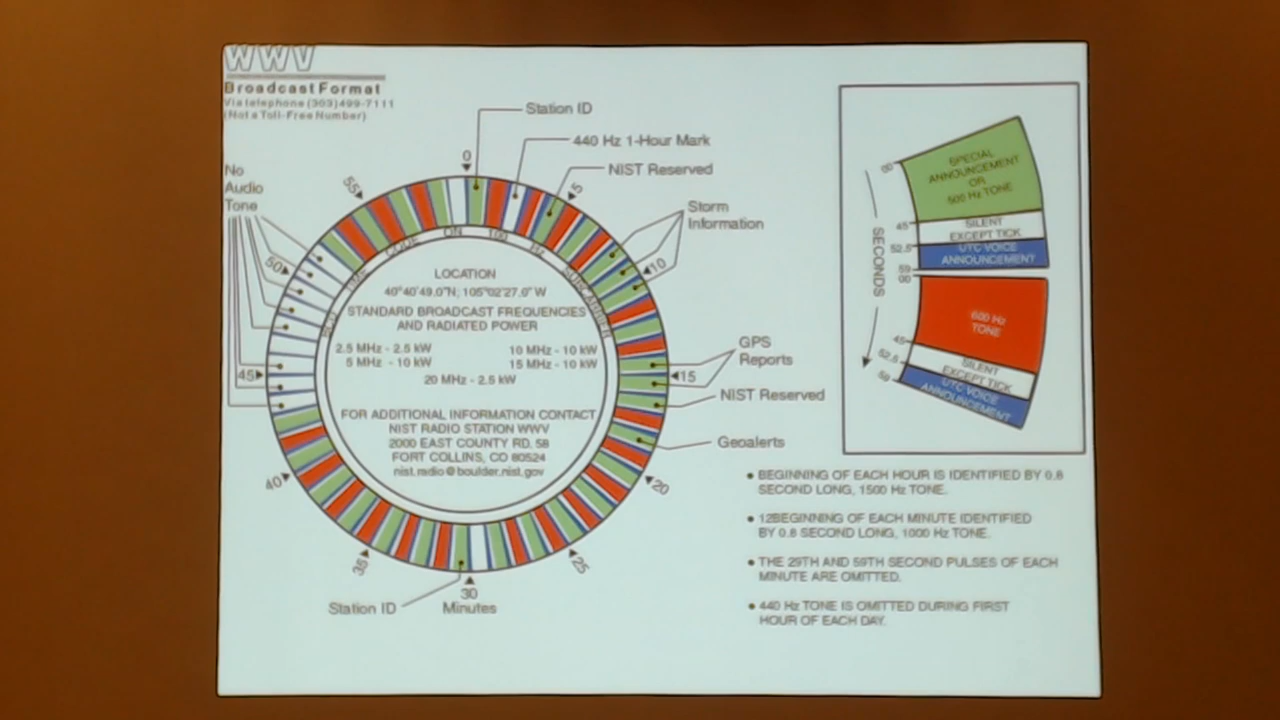 WWV
Broadcast Format
Via telephone (303)499-7111
(Not a Toll-Free Number)
Station ID
440 Hz 1-Hour Mark
NIST Reserved
No
Audio
Tone
0
5
55
Storm
Information
50
10
BCD TIME CODE ON 100 Hz SUBCARRIER
LOCATION
40°40'49.0"N; 105°02'27.0"W
STANDARD BROADCAST FREQUENCIES
AND RADIATED POWER
2.5 MHz - 2.5 kW
10 MHz - 10 kW
5 MHz - 10 kW
15 MHz - 10 kW
20 MHz - 2.5 kW
GPS
Reports
45
15
NIST Reserved
FOR ADDITIONAL INFORMATION CONTACT
NIST RADIO STATION WWV
2000 EAST COUNTY RD. 58
FORT COLLINS, CO 80524
nist.radio@boulder.nist.gov
Geoalerts
40
20
35
25
30
Station ID
Minutes
SECONDS
00
SPECIAL
ANNOUNCEMENT
OR
500 Hz TONE
45
SILENT
EXCEPT TICK
52.5
UTC VOICE
ANNOUNCEMENT
59
00
600 Hz
TONE
45
SILENT
EXCEPT TICK
52.5
UTC VOICE
ANNOUNCEMENT
59
• BEGINNING OF EACH HOUR IS IDENTIFIED BY 0.8
SECOND LONG, 1500 Hz TONE.
• 12BEGINNING OF EACH MINUTE IDENTIFIED
BY 0.8 SECOND LONG, 1000 Hz TONE.
• THE 29TH AND 59TH SECOND PULSES OF EACH
MINUTE ARE OMITTED.
• 440 Hz TONE IS OMITTED DURING FIRST
HOUR OF EACH DAY.